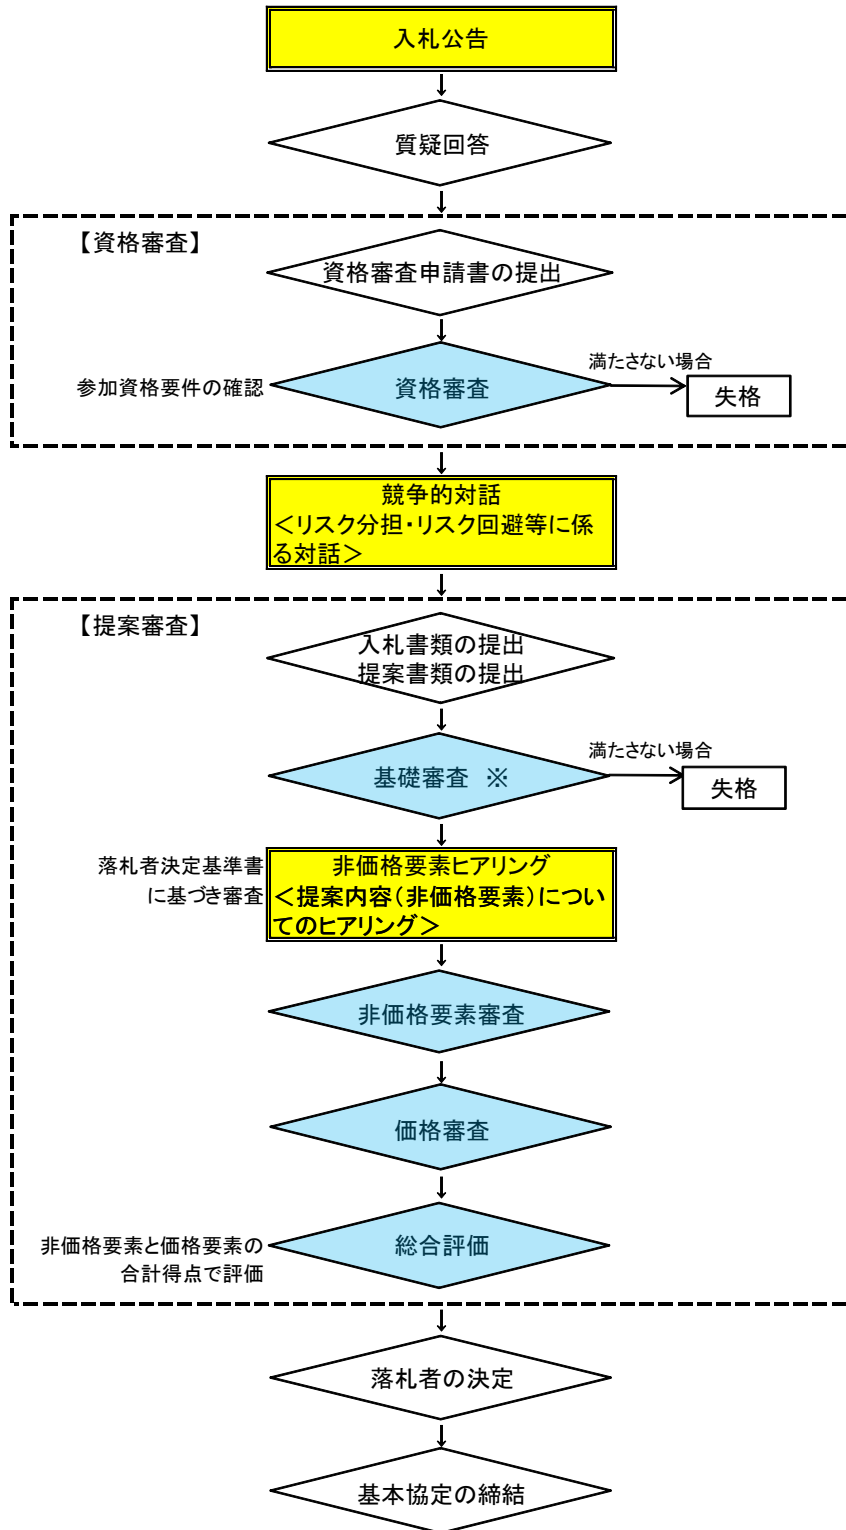 入札公告
質疑回答
【資格審査】
資格審査申請書の提出
満たさない場合
参加資格要件の確認
資格審査
失格
競争的対話
＜リスク分担・リスク回避等に係
る対話＞
【提案審査】
入札書類の提出
提案書類の提出
満たさない場合
基礎審査　※
失格
落札者決定基準書
に基づき審査
非価格要素ヒアリング
＜提案内容（非価格要素）につい
てのヒアリング＞
非価格要素審査
価格審査
非価格要素と価格要素の
合計得点で評価
総合評価
落札者の決定
基本協定の締結